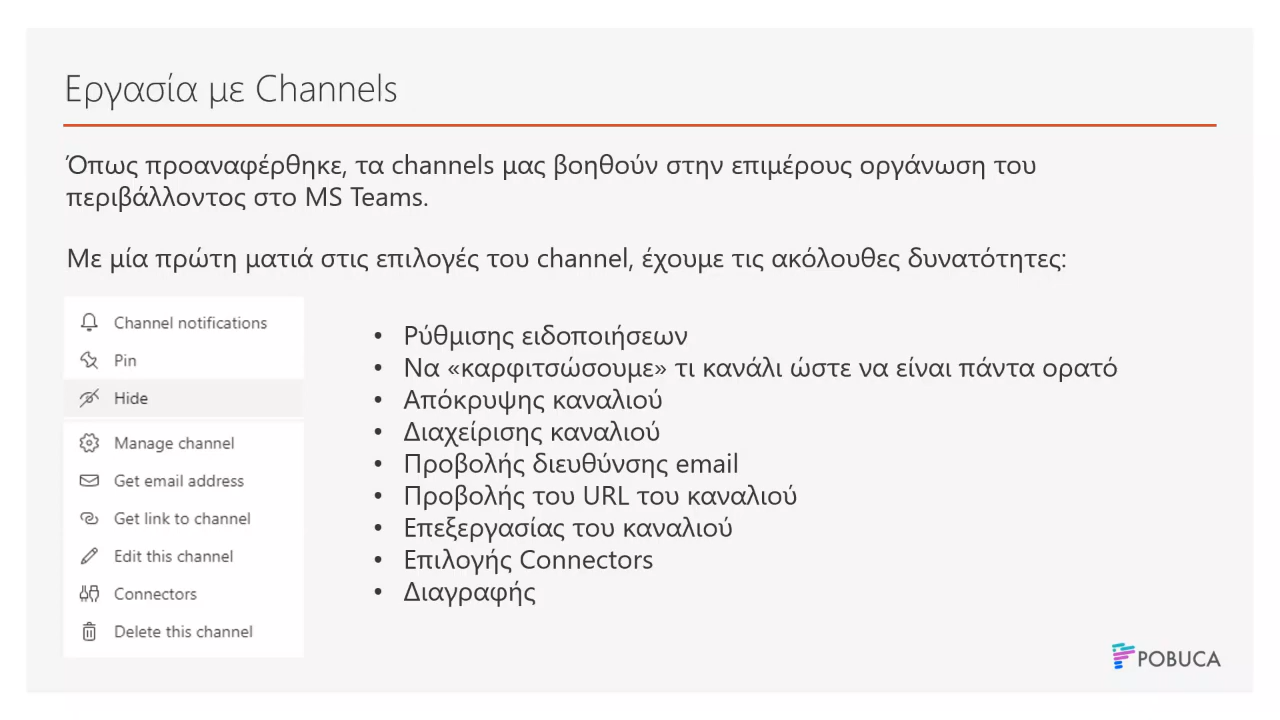 Εργασία με Channels
Όπως προαναφέρθηκε, τα channels μας βοηθούν στην επιμέρους οργάνωση του
περιβάλλοντος στο MS Teams.
Με μία πρώτη ματιά στις επιλογές του channel, έχουμε τις ακόλουθες δυνατότητες:
Channel notifications
Pin
Hide
Manage channel
Get email address
Get link to channel
Edit this channel
Connectors
Delete this channel
• Ρύθμισης ειδοποιήσεων
• Να «καρφιτσώσουμε» τι κανάλι ώστε να είναι πάντα ορατό
• Απόκρυψης καναλιού
• Διαχείρισης καναλιού
• Προβολής διευθύνσης email
• Προβολής του URL του καναλιού
• Επεξεργασίας του καναλιού
• Επιλογής Connectors
• Διαγραφής
POBUCA